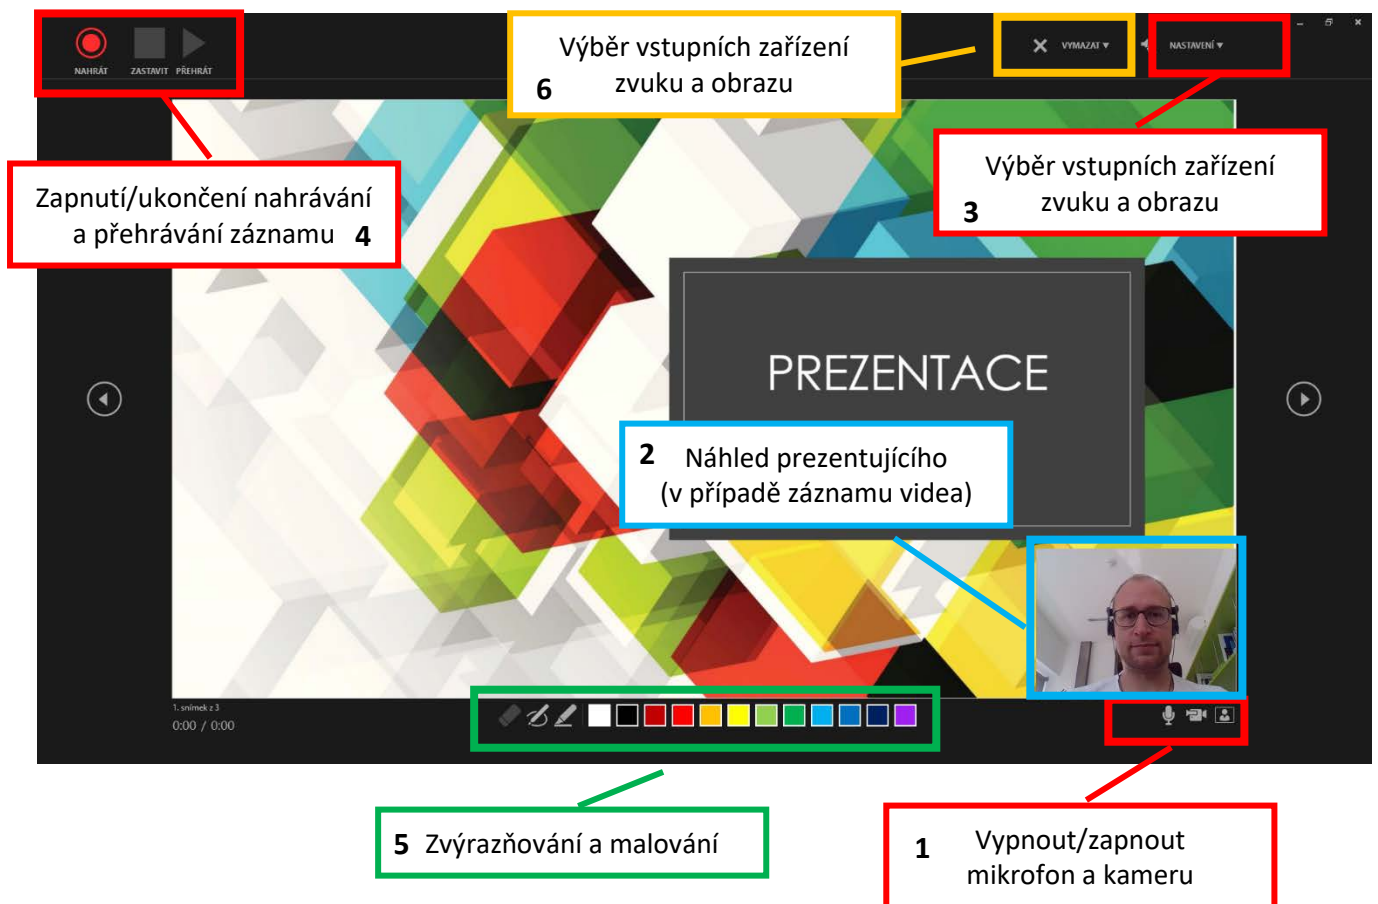 NAHRÁT ZASTAVIT PŘEHRÁT
Výběr vstupních zařízení
6 zvuku a obrazu
VYMAZAT
NASTAVENÍ
Zapnutí/ukončení nahrávání
a přehrávání záznamu 4
Výběr vstupních zařízení
3 zvuku a obrazu
PREZENTACE
2 Náhled prezentujícího
(v případě záznamu videa)
1. snímek z 3
0:00 / 0:00
5 Zvýrazňování a malování
1 Vypnout/zapnout
mikrofon a kameru